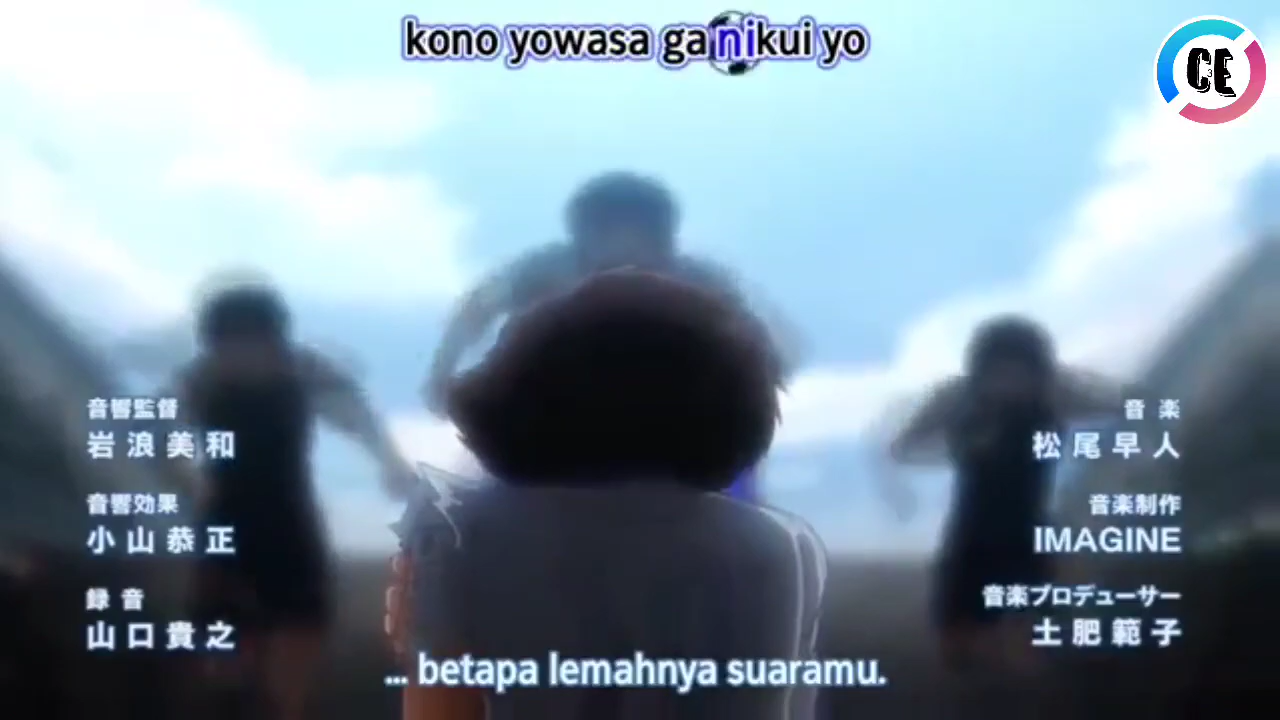 kono yowasa ga nikui yo
CE
音響監督
岩浪美和
音響効果
小山恭正
録音
山口貴之
音楽
松尾早人
音楽制作
IMAGINE
音楽プロデューサー
土肥範子
... betapa lemahnya suaramu.